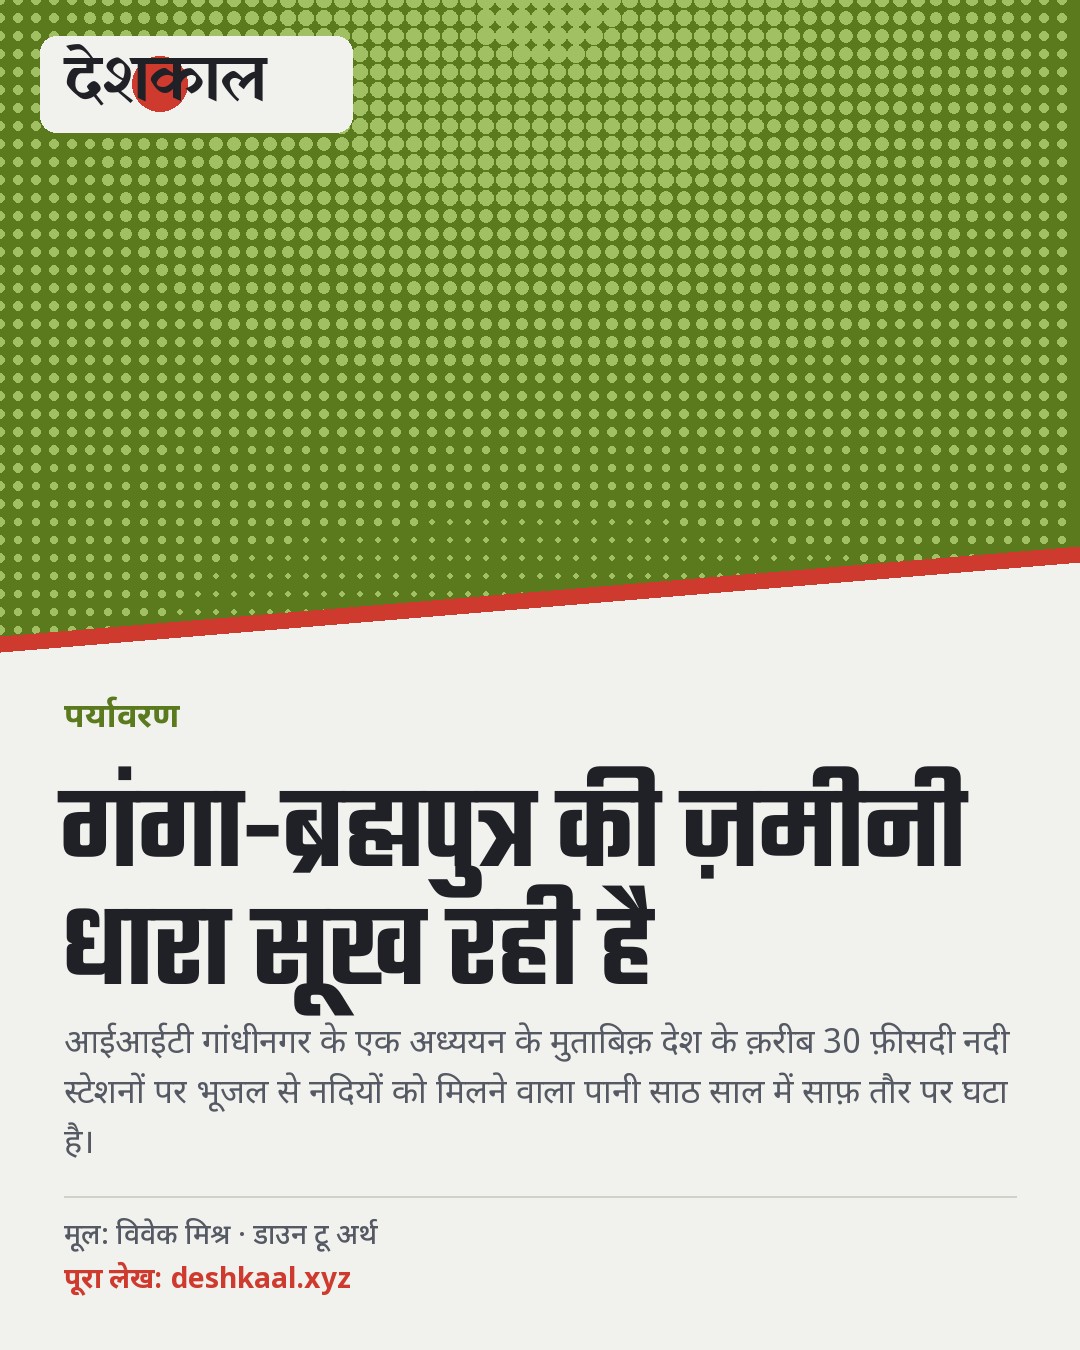 देशकाल
पर्यावरण
गंगा-ब्रह्मपुत्र की ज़मीनी
धारा सूख रही है
आईआईटी गांधीनगर के एक अध्ययन के मुताबिक़ देश के क़रीब 30 फ़ीसदी नदी
स्टेशनों पर भूजल से नदियों को मिलने वाला पानी साठ साल में साफ़ तौर पर घटा
है।
मूल: विवेक मिश्र · डाउन टू अर्थ
पूरा लेख: deshkaal.xyz